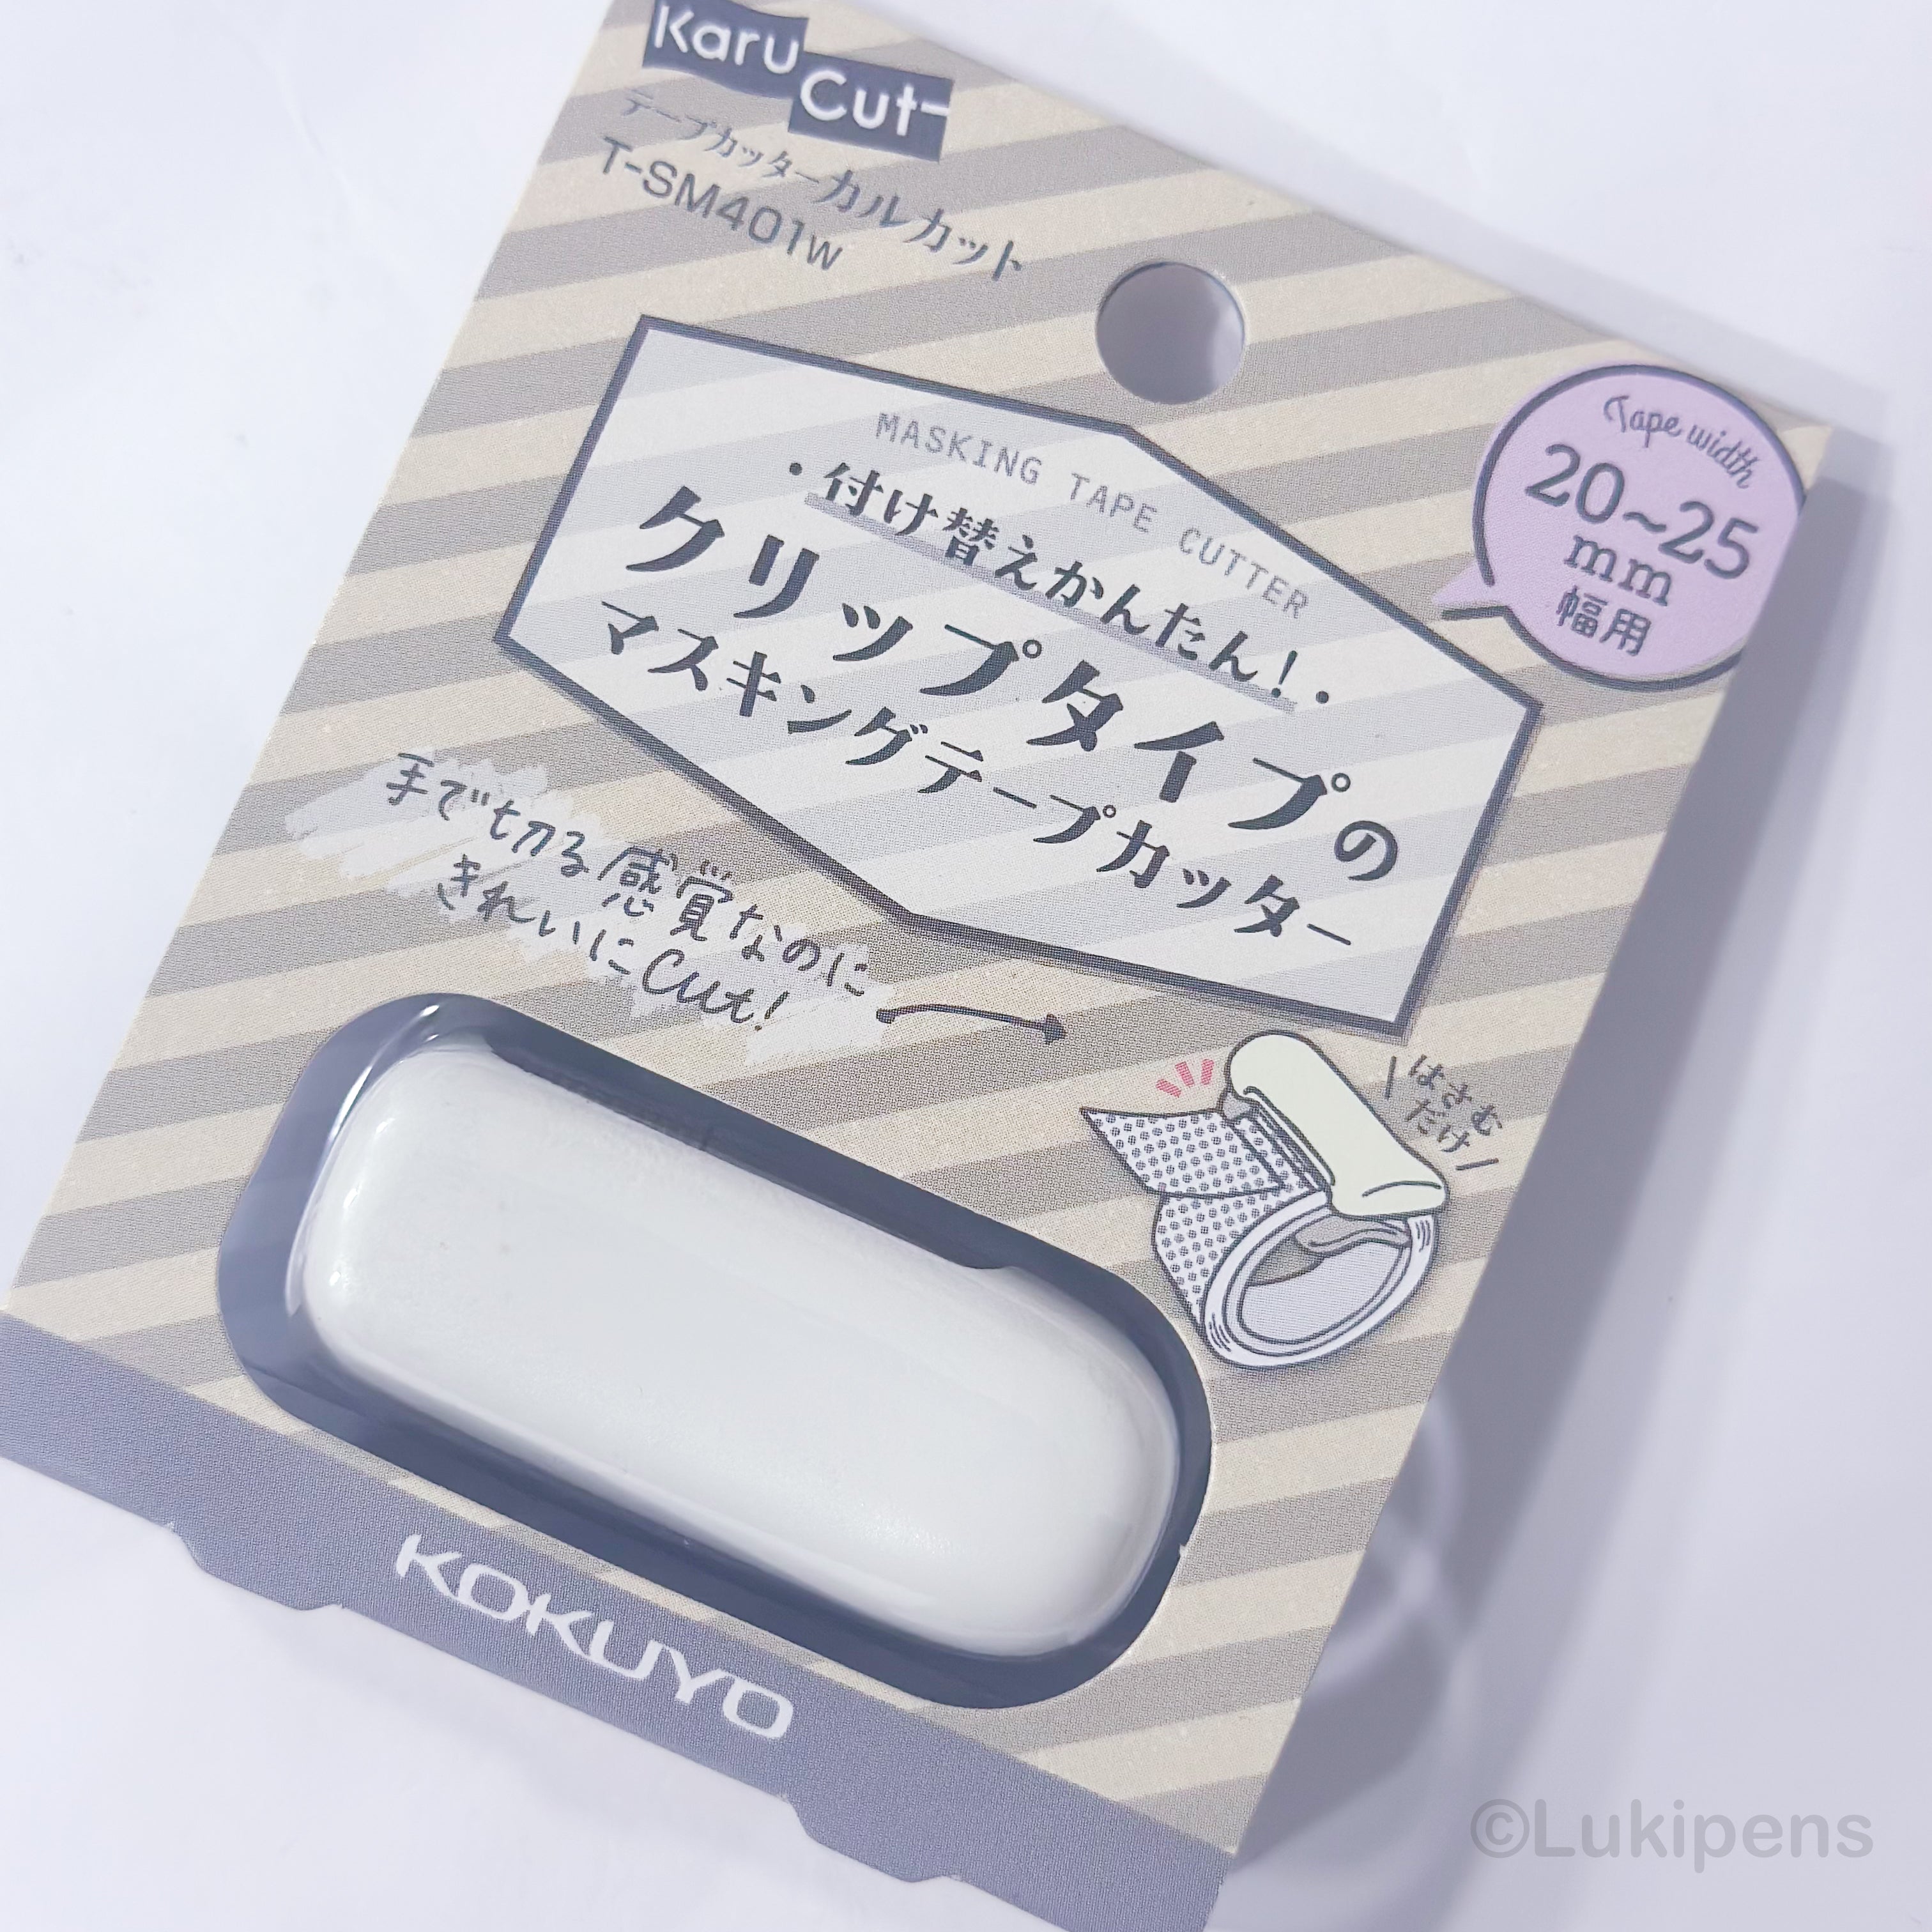 Karu
Cut
テープカッターカルカット
T-SM401W
Tape width
20~25
mm
幅用
MASKING TAPE CUTTER
・付け替えかんたん!・
クリップタイプの
マスキングテープカッター
手で切る感覚なのに
きれいにCut!
はさむ
だけ
KOKUYO
©Lukipens